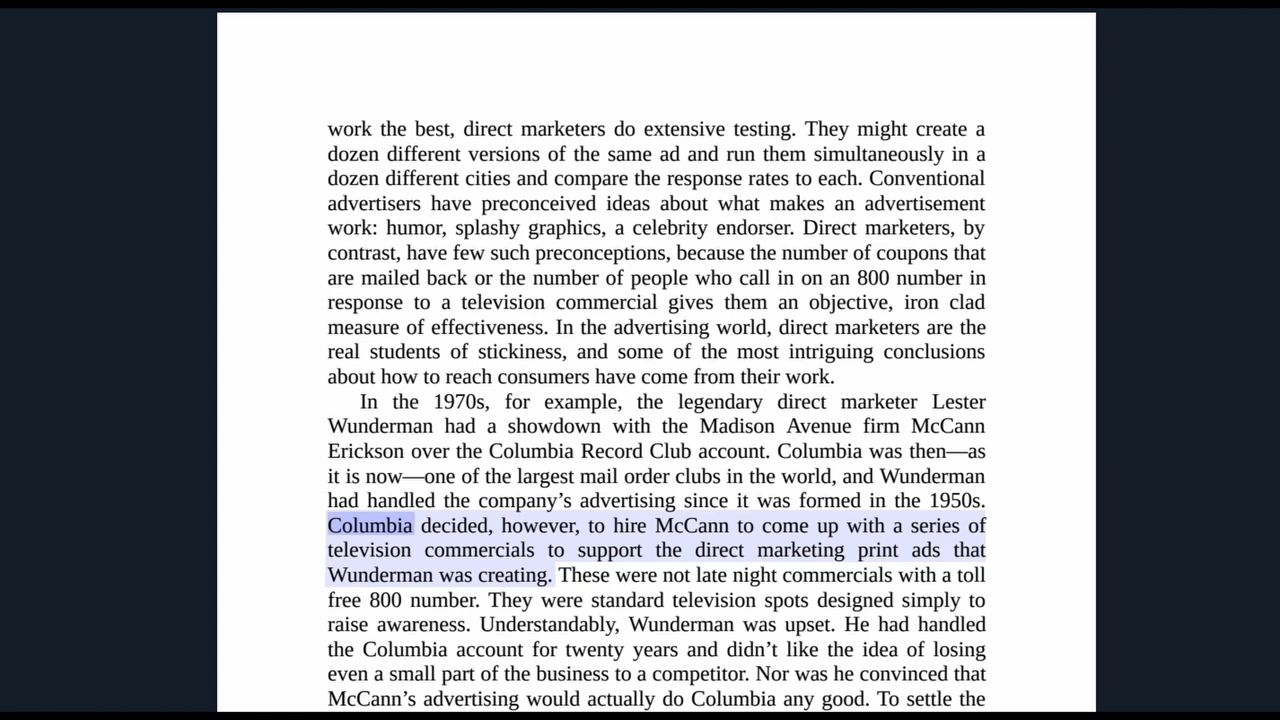 work the best, direct marketers do extensive testing. They might create a
dozen different versions of the same ad and run them simultaneously in a
dozen different cities and compare the response rates to each. Conventional
advertisers have preconceived ideas about what makes an advertisement
work: humor, splashy graphics, a celebrity endorser. Direct marketers, by
contrast, have few such preconceptions, because the number of coupons that
are mailed back or the number of people who call in on an 800 number in
response to a television commercial gives them an objective, iron clad
measure of effectiveness. In the advertising world, direct marketers are the
real students of stickiness, and some of the most intriguing conclusions
about how to reach consumers have come from their work.
In the 1970s, for example, the legendary direct marketer Lester
Wunderman had a showdown with the Madison Avenue firm McCann
Erickson over the Columbia Record Club account. Columbia was then—as
it is now—one of the largest mail order clubs in the world, and Wunderman
had handled the company’s advertising since it was formed in the 1950s.
Columbia decided, however, to hire McCann to come up with a series of
television commercials to support the direct marketing print ads that
Wunderman was creating. These were not late night commercials with a toll
free 800 number. They were standard television spots designed simply to
raise awareness. Understandably, Wunderman was upset. He had handled
the Columbia account for twenty years and didn’t like the idea of losing
even a small part of the business to a competitor. Nor was he convinced that
McCann’s advertising would actually do Columbia any good. To settle the